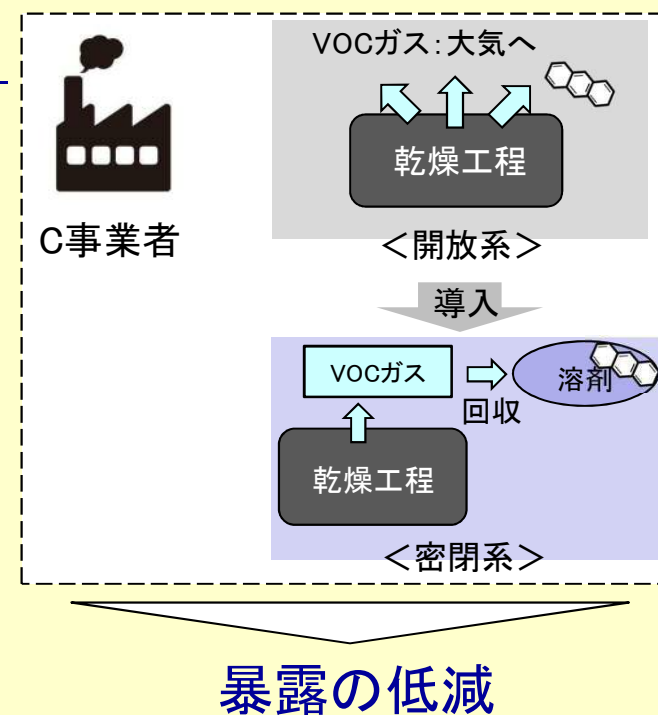 VOCガス：大気へ
乾燥工程
C事業者
＜開放系＞
導入
VOCガス
溶剤
回収
乾燥工程
＜密閉系＞
暴露の低減